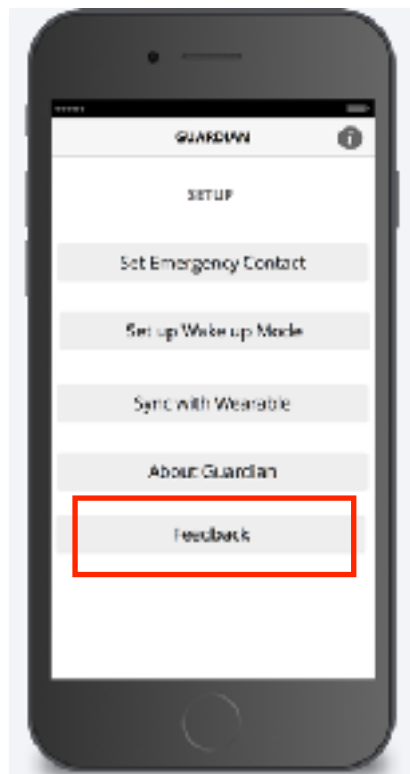 GUARDIAN
SETUP
Set Emergency Contact
Set up Wake up Mode
Sync with Wearable
About Guardian
Feedback